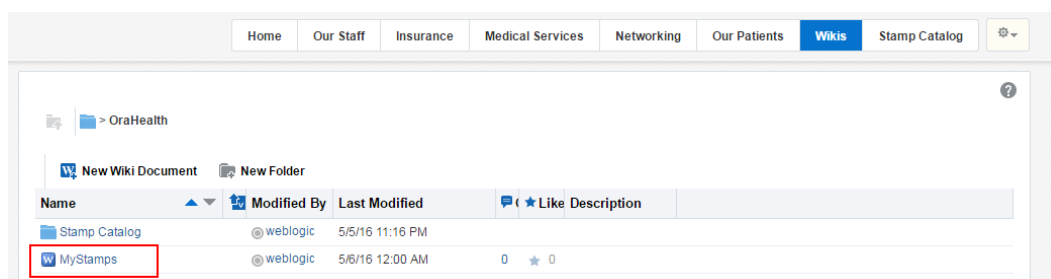 Home Our Staff Insurance Medical Services Networking Our Patients Wikis Stamp Catalog
> OraHealth
New Wiki Document New Folder
Name Modified By Last Modified ( Like Description
Stamp Catalog weblogic 5/5/16 11:16 PM
MyStamps weblogic 5/6/16 12:00 AM 0 0